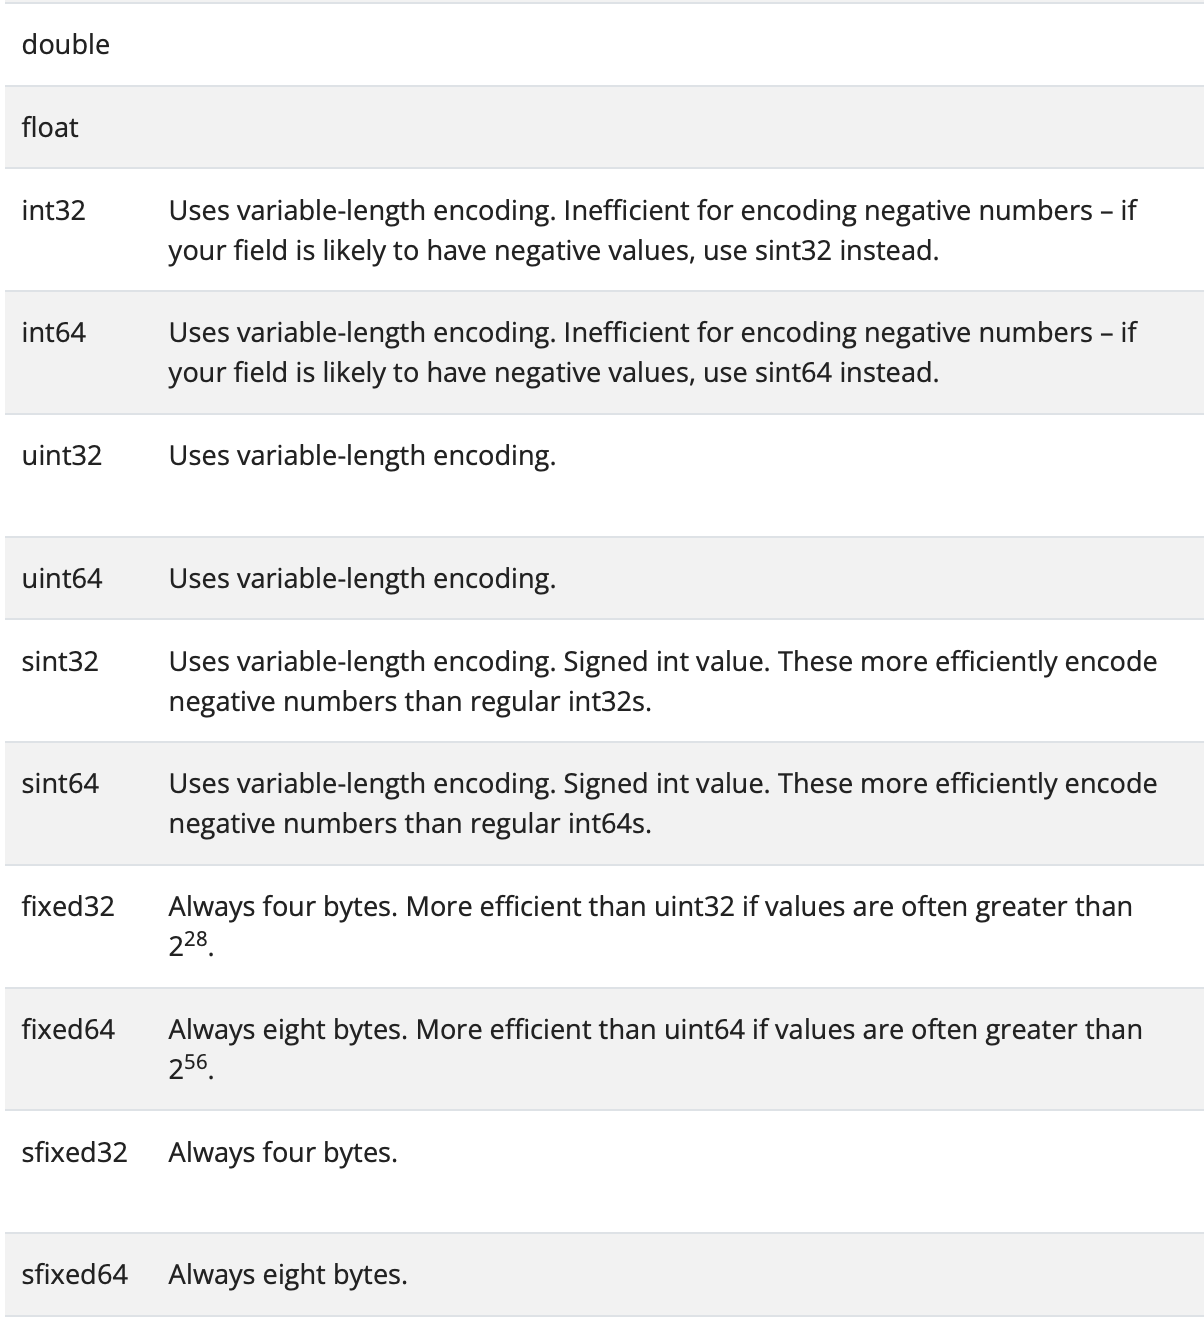 double
float
int32 Uses variable-length encoding. Inefficient for encoding negative numbers – if
your field is likely to have negative values, use sint32 instead.
int64 Uses variable-length encoding. Inefficient for encoding negative numbers – if
your field is likely to have negative values, use sint64 instead.
uint32 Uses variable-length encoding.
uint64 Uses variable-length encoding.
sint32 Uses variable-length encoding. Signed int value. These more efficiently encode
negative numbers than regular int32s.
sint64 Uses variable-length encoding. Signed int value. These more efficiently encode
negative numbers than regular int64s.
fixed32 Always four bytes. More efficient than uint32 if values are often greater than
2²⁸.
fixed64 Always eight bytes. More efficient than uint64 if values are often greater than
2⁵⁶.
sfixed32 Always four bytes.
sfixed64 Always eight bytes.